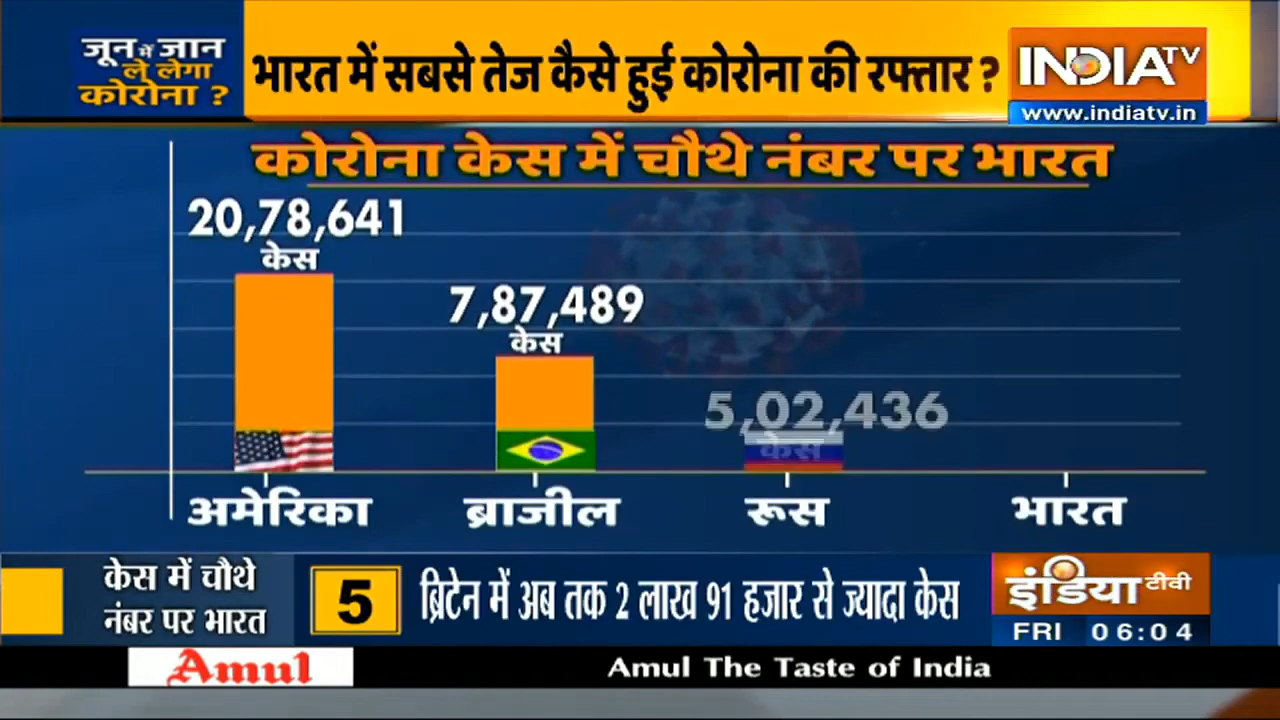 जून में जान
ले लेगा
कोरोना ?
भारत में सबसे तेज कैसे हुई कोरोना की रफ्तार ?
INDIA TV
www.indiatv.in
कोरोना केस में चौथे नंबर पर भारत
20,78,641
केस
7,87,489
केस
5,02,436
केस
अमेरिका ब्राजील रूस भारत
केस में चौथे
नंबर पर भारत
5 ब्रिटेन में अब तक 2 लाख 91 हजार से ज्यादा केस
इंडिया टीवी
FRI 06:04
Amul
Amul The Taste of India